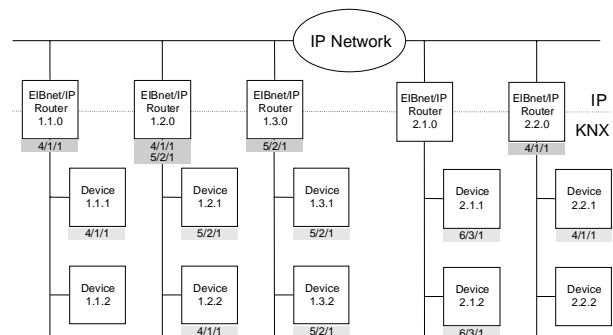 IP Network
EIBnet/IP
Router
1.1.0
EIBnet/IP
Router
1.2.0
EIBnet/IP
Router
1.3.0
EIBnet/IP
Router
2.1.0
EIBnet/IP
Router
2.2.0
IP
KNX
4/1/1
4/1/1
5/2/1
5/2/1
4/1/1
Device
1.1.1
Device
1.2.1
Device
1.3.1
Device
2.1.1
Device
2.2.1
4/1/1
5/2/1
5/2/1
6/3/1
4/1/1
Device
1.1.2
Device
1.2.2
Device
1.3.2
Device
2.1.2
Device
2.2.2
4/1/1
5/2/1
6/3/1